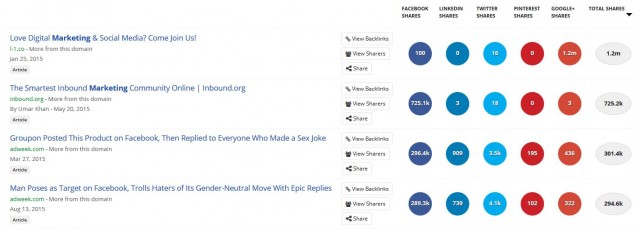 FACEBOOK SHARES LINKEDIN SHARES TWITTER SHARES PINTEREST SHARES GOOGLE+ SHARES TOTAL SHARES
Love Digital Marketing & Social Media? Come Join Us!
l-1.co - More from this domain
Jan 25, 2015
Article
View Backlinks
View Sharers
Share
100 0 16 0 1.2m 1.2m
The Smartest Inbound Marketing Community Online | Inbound.org
inbound.org - More from this domain
By Umar Khan - May 20, 2015
Article
View Backlinks
View Sharers
Share
725.1k 3 18 0 3 725.2k
Groupon Posted This Product on Facebook, Then Replied to Everyone Who Made a Sex Joke
adweek.com - More from this domain
Mar 27, 2015
Article
View Backlinks
View Sharers
Share
296.4k 909 3.5k 195 436 301.4k
Man Poses as Target on Facebook, Trolls Haters of Its Gender-Neutral Move With Epic Replies
adweek.com - More from this domain
Aug 13, 2015
Article
View Backlinks
View Sharers
Share
289.3k 739 4.1k 102 322 294.6k